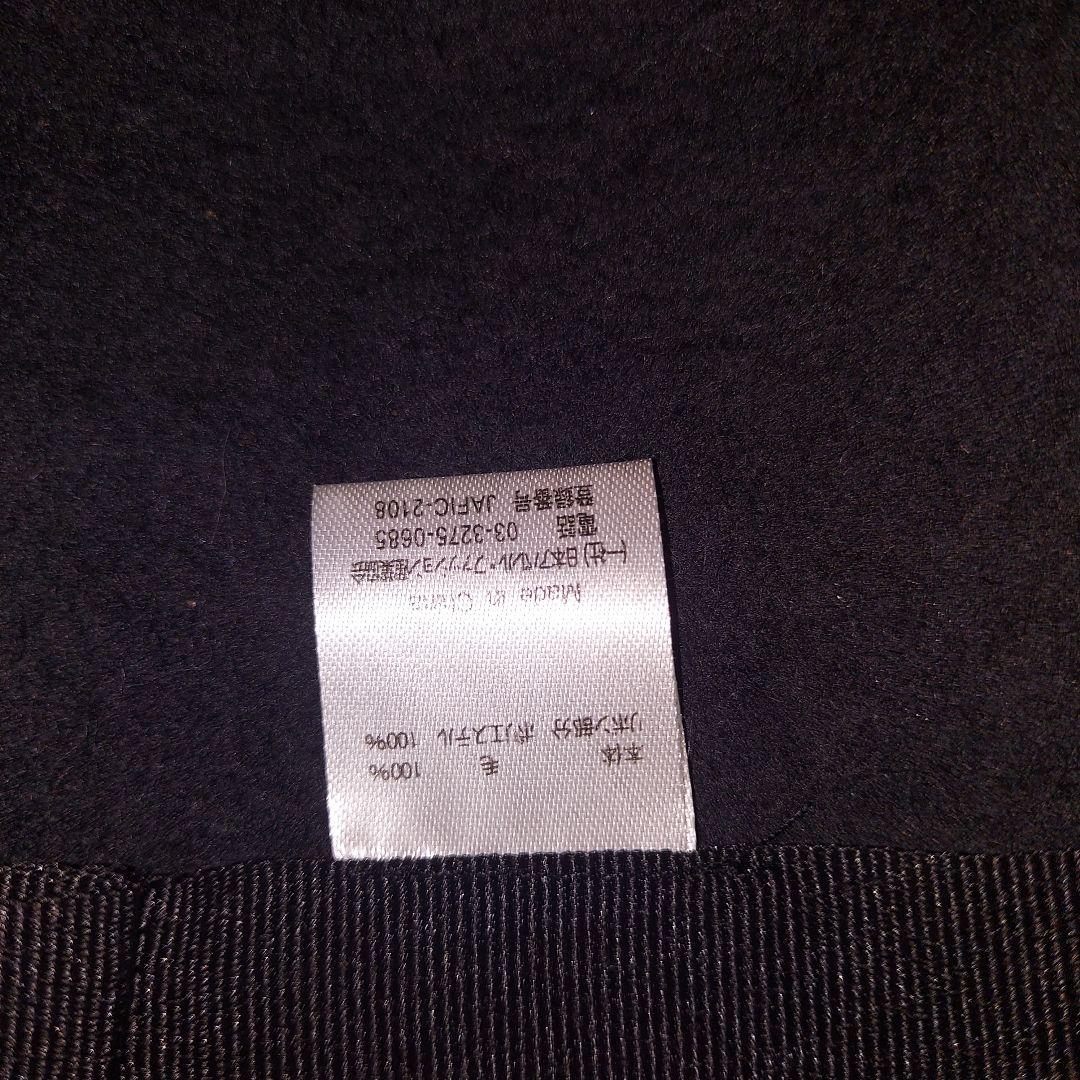 本体 毛 100%
リボン部分 ポリエステル 100%
Made in China
(一社)日本アパレル・ファッション産業協会
電話 03-3275-0685
登録番号 JAFIC-2108